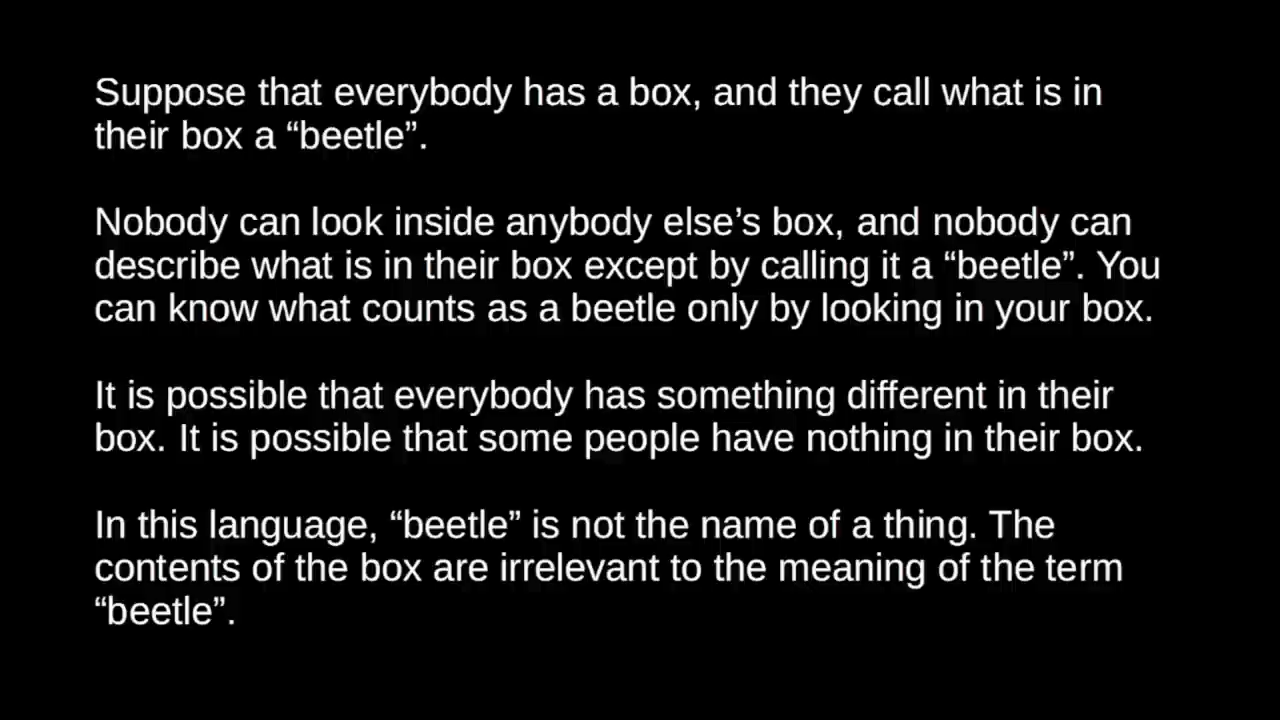 Suppose that everybody has a box, and they call what is in
their box a “beetle”.
Nobody can look inside anybody else’s box, and nobody can
describe what is in their box except by calling it a “beetle”. You
can know what counts as a beetle only by looking in your box.
It is possible that everybody has something different in their
box. It is possible that some people have nothing in their box.
In this language, “beetle” is not the name of a thing. The
contents of the box are irrelevant to the meaning of the term
“beetle”.